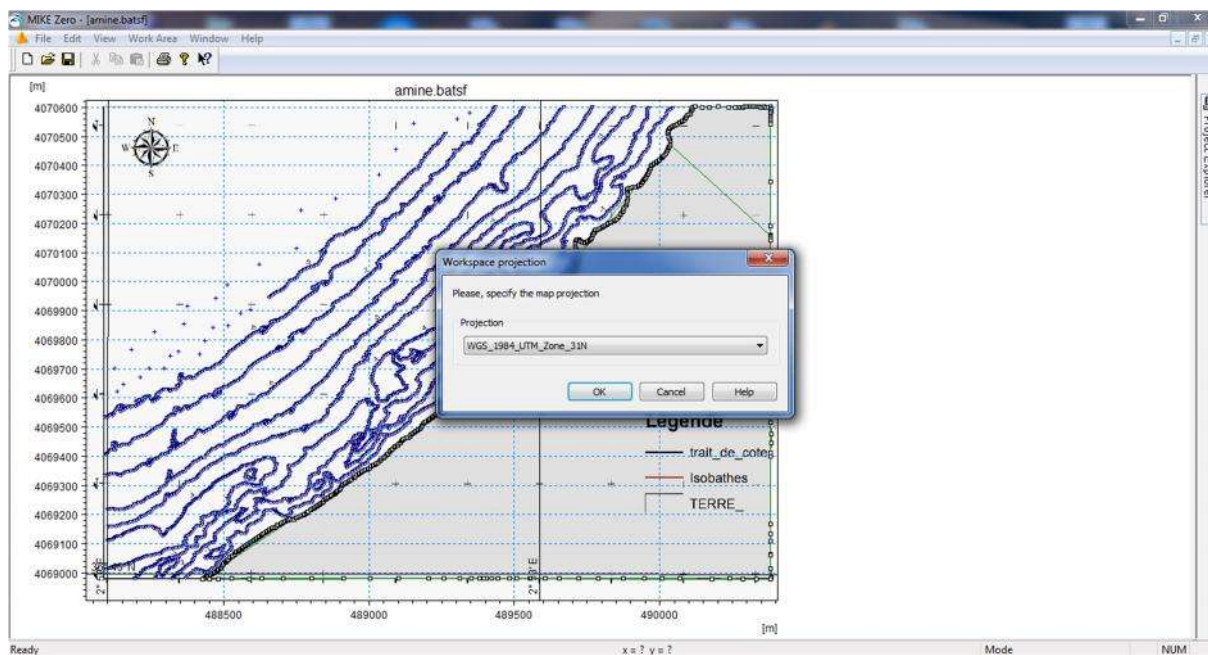 MIKE Zero - [amine.batsf]
File Edit View Work Area Window Help
Project Explorer
[m]
amine.batsf
4070600
4070500
4070400
4070300
4070200
4070100
4070000
4069900
4069800
4069700
4069600
4069500
4069400
4069300
4069200
4069100
4069000
N
W E
S
Workspace projection
Please, specify the map projection
Projection
WGS_1984_UTM_Zone_31N
OK Cancel Help
Legende
trait_de_cote
Isobathes
TERRE_
488500 489000 489500 490000
[m]
Ready x = ? y = ? Mode NUM